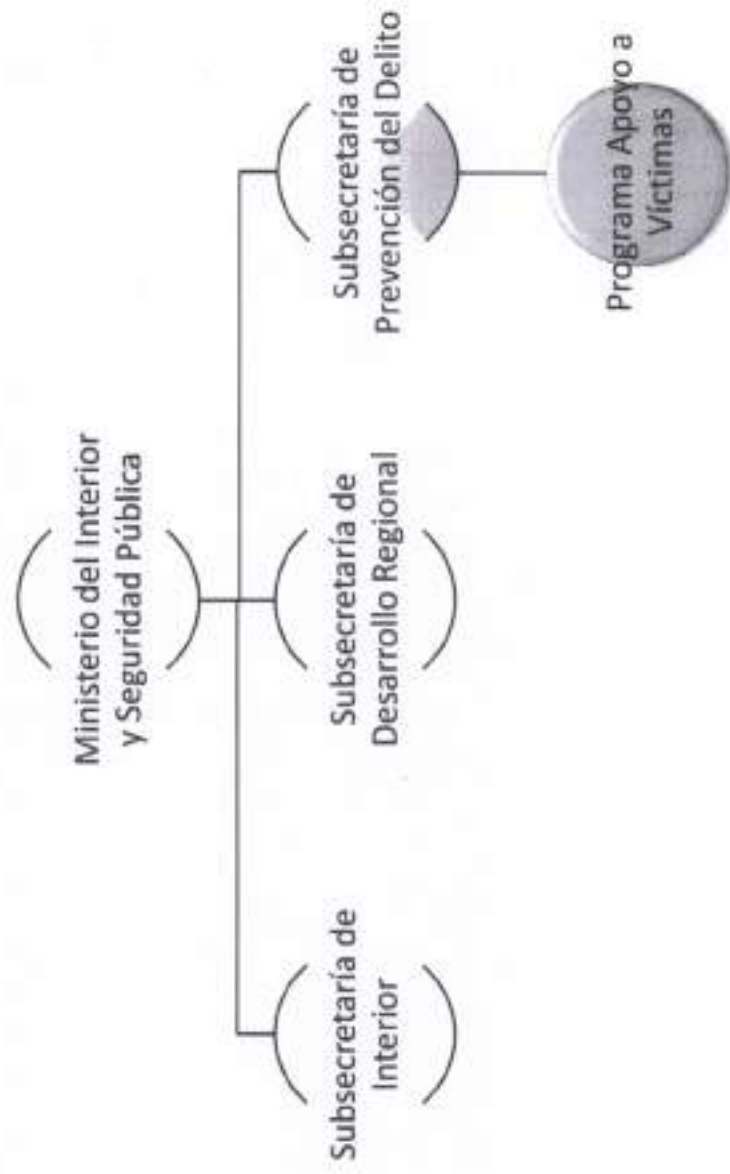 Ministerio del Interior
y Seguridad Pública
Subsecretaría de
Interior
Subsecretaría de
Desarrollo Regional
Subsecretaría de
Prevención del Delito
Programa Apoyo a
Víctimas